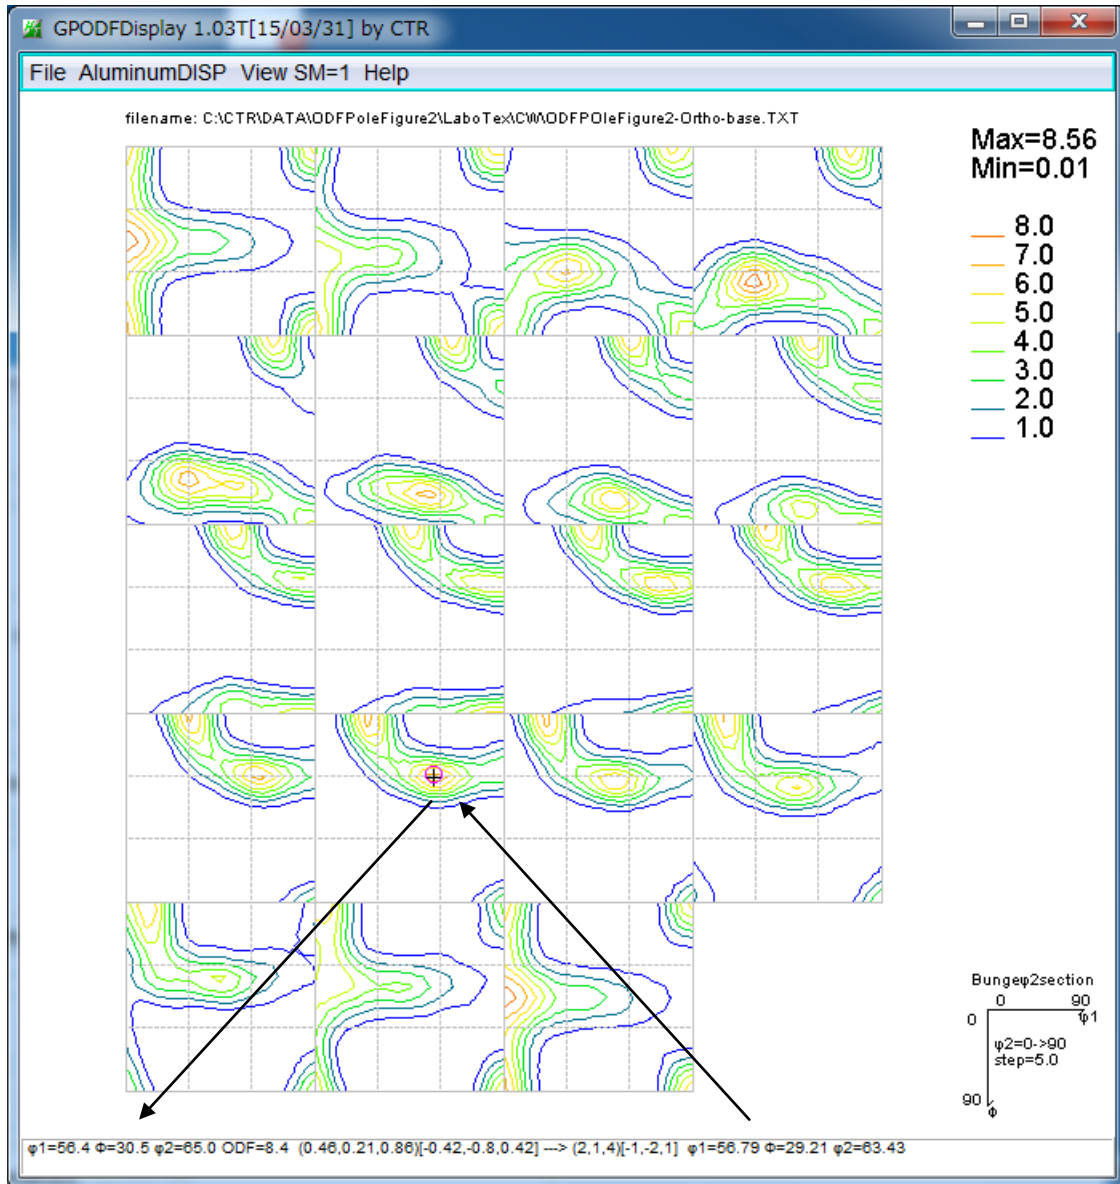 GPODFDisplay 1.03T[15/03/31] by CTR
File AluminumDISP View SM=1 Help
filename: C:\CTR\DATA\ODFPoleFigure2\LaboTex\CW\ODFPOleFigure2-Ortho-base.TXT
Max=8.56
Min=0.01
8.0
7.0
6.0
5.0
4.0
3.0
2.0
1.0
Bungeφ2section
0 90
0 φ1
φ2=0->90
step=5.0
90 Φ
φ1=56.4 Φ=30.5 φ2=65.0 ODF=8.4 (0.46,0.21,0.86)[-0.42,-0.8,0.42] ---> (2,1,4)[-1,-2,1] φ1=56.79 Φ=29.21 φ2=63.43